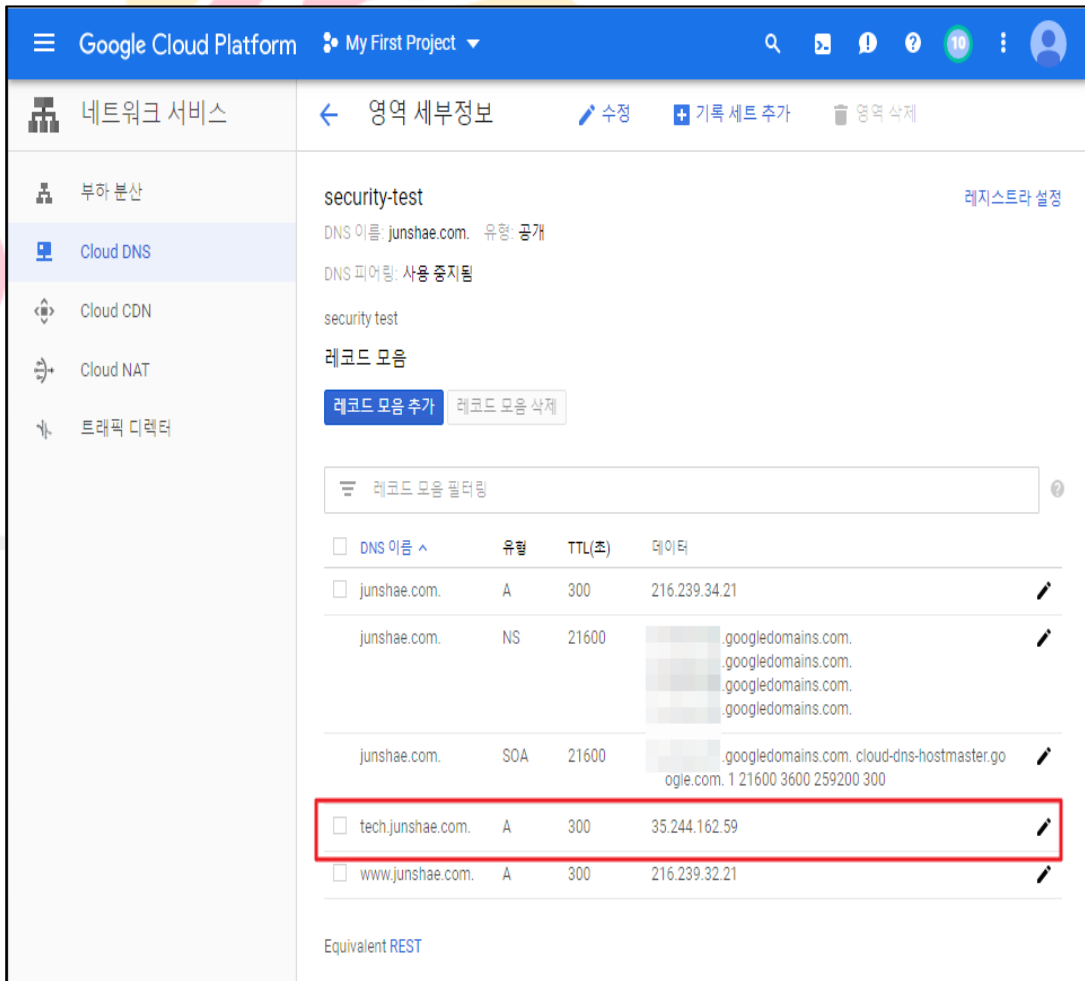 Google Cloud Platform My First Project 10
네트워크 서비스
영역 세부정보 수정 기록 세트 추가 영역 삭제
부하 분산
Cloud DNS
Cloud CDN
Cloud NAT
트래픽 디렉터
security-test 레지스트라 설정
DNS 이름: junshae.com. 유형: 공개
DNS 피어링: 사용 중지됨
security test
레코드 모음
레코드 모음 추가 레코드 모음 삭제
레코드 모음 필터링
DNS 이름 유형 TTL(초) 데이터
junshae.com. A 300 216.239.34.21
junshae.com. NS 21600 .googledomains.com.
.googledomains.com.
.googledomains.com.
.googledomains.com.
junshae.com. SOA 21600 .googledomains.com. cloud-dns-hostmaster.go
ogle.com. 1 21600 3600 259200 300
tech.junshae.com. A 300 35.244.162.59
www.junshae.com. A 300 216.239.32.21
Equivalent REST